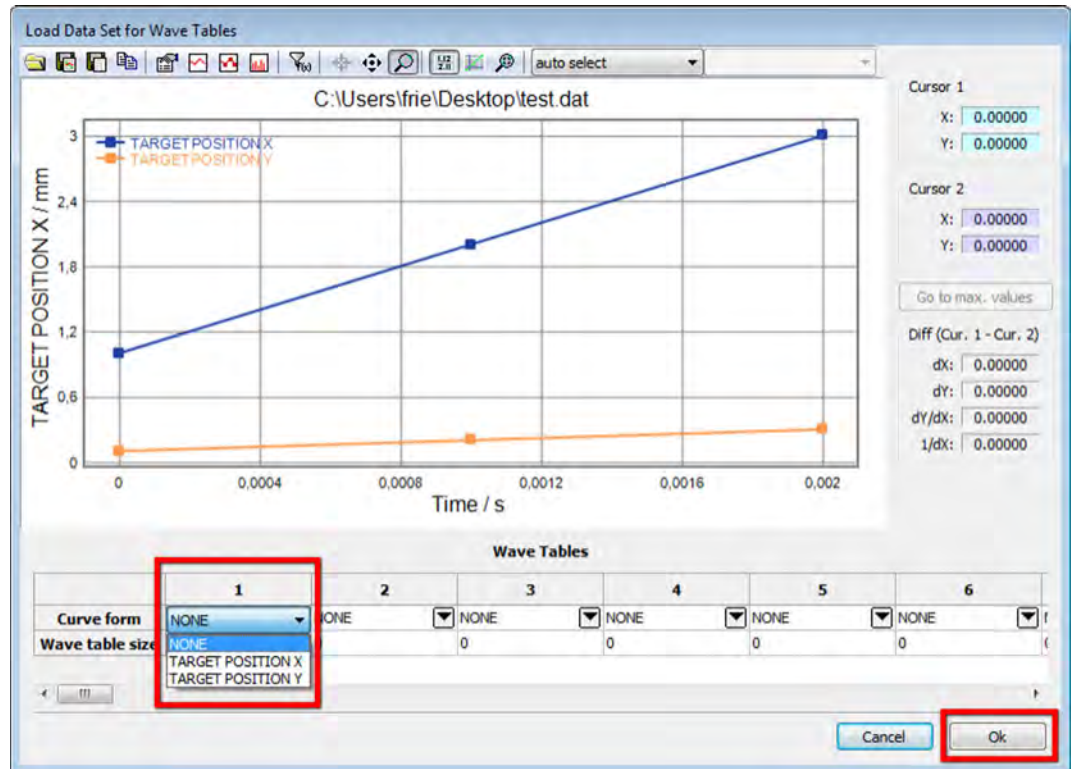 Load Data Set for Wave Tables
auto select
C:\Users\frie\Desktop\test.dat
TARGET POSITION X
TARGET POSITION Y
TARGET POSITION X / mm
3
2,4
1,8
1,2
0,6
0
0 0,0004 0,0008 0,0012 0,0016 0,002
Time / s
Cursor 1
X: 0.00000
Y: 0.00000
Cursor 2
X: 0.00000
Y: 0.00000
Go to max. values
Diff (Cur. 1 - Cur. 2)
dX: 0.00000
dY: 0.00000
dY/dX: 0.00000
1/dX: 0.00000
Wave Tables
1 2 3 4 5 6
Curve form NONE NONE NONE NONE NONE NONE
Wave table size 0 0 0 0
NONE
TARGET POSITION X
TARGET POSITION Y
Cancel Ok